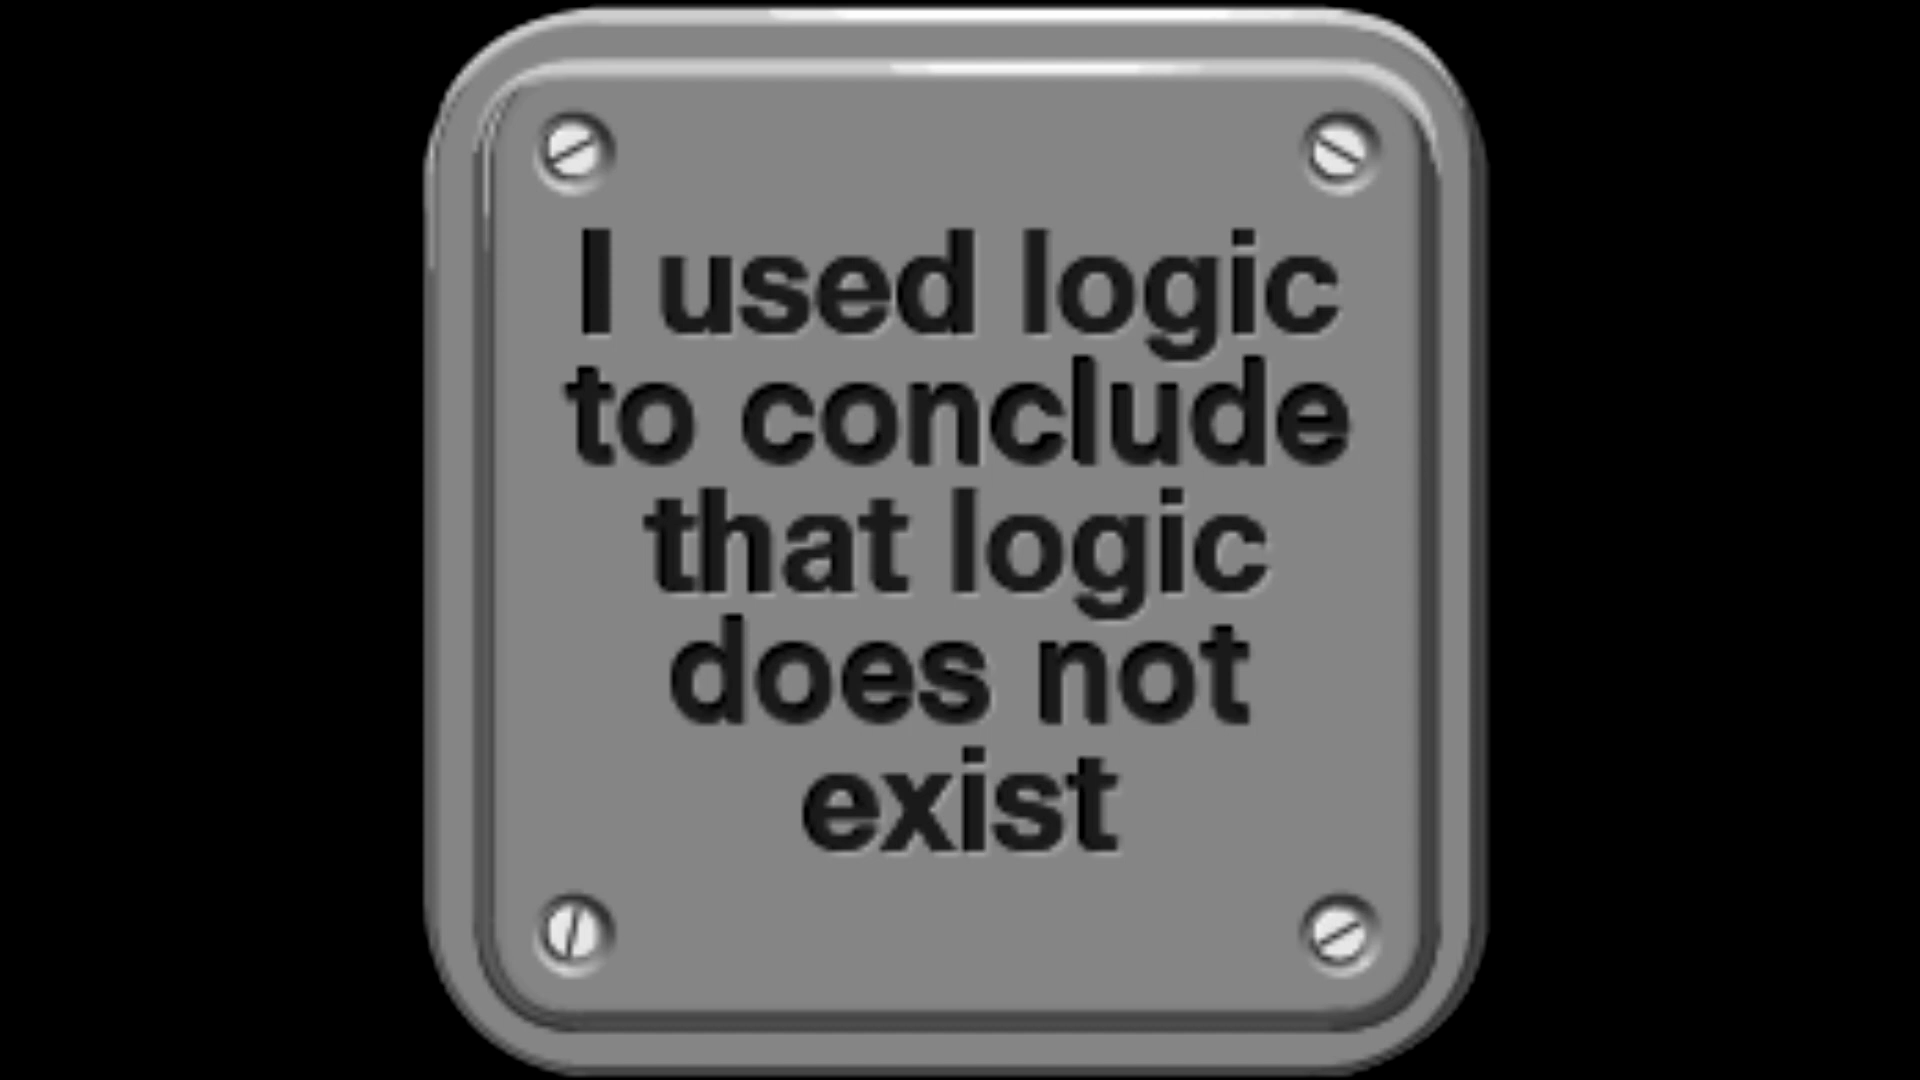 I used logic
to conclude
that logic
does not
exist